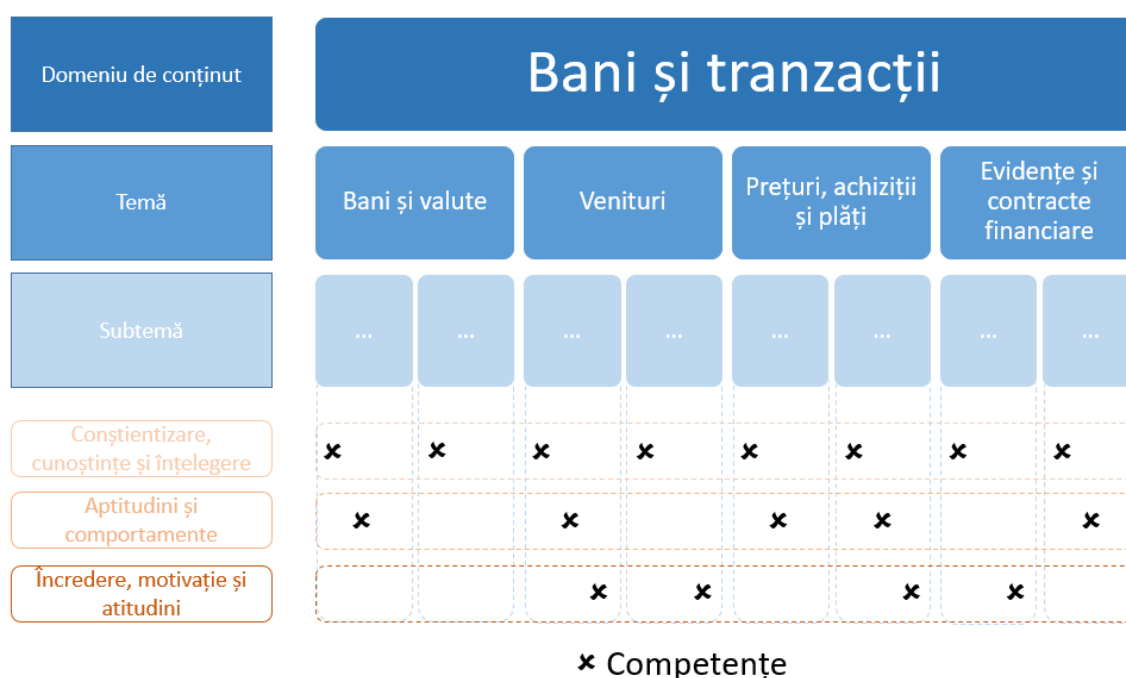 Domeniu de conținut
Bani și tranzacții
Temă
Bani și valute
Venituri
Prețuri, achiziții
și plăți
Evidențe și
contracte
financiare
Subtemă
...
...
...
...
...
...
...
...
Conștientizare,
cunoștințe și înțelegere
Aptitudini și
comportamente
Încredere, motivație și
atitudini
Competențe